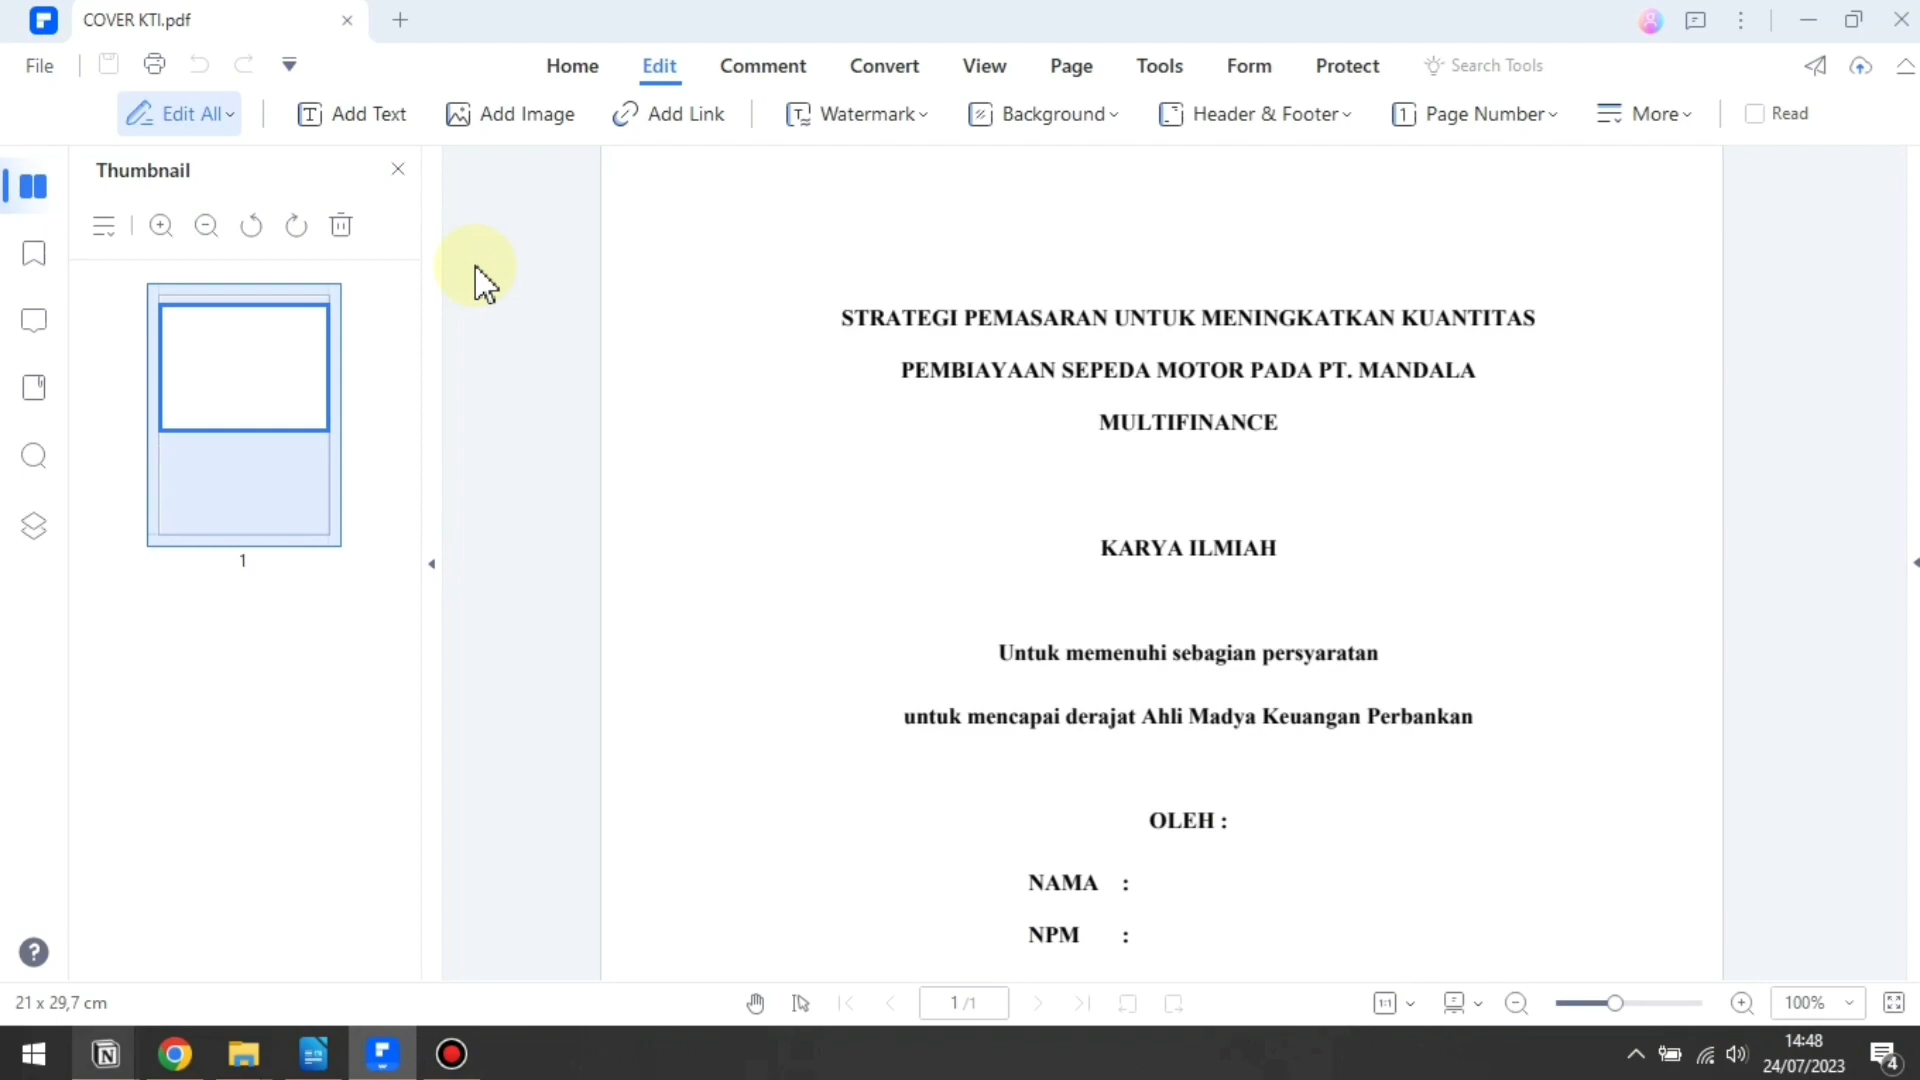 COVER KTI.pdf
File
Home Edit Comment Convert View Page Tools Form Protect Search Tools
Edit All Add Text Add Image Add Link Watermark Background Header & Footer Page Number More Read
Thumbnail
1
STRATEGI PEMASARAN UNTUK MENINGKATKAN KUANTITAS
PEMBIAYAAN SEPEDA MOTOR PADA PT. MANDALA
MULTIFINANCE
KARYA ILMIAH
Untuk memenuhi sebagian persyaratan
untuk mencapai derajat Ahli Madya Keuangan Perbankan
OLEH :
NAMA :
NPM :
21 x 29,7 cm
1/1
100%
14:48
24/07/2023
4